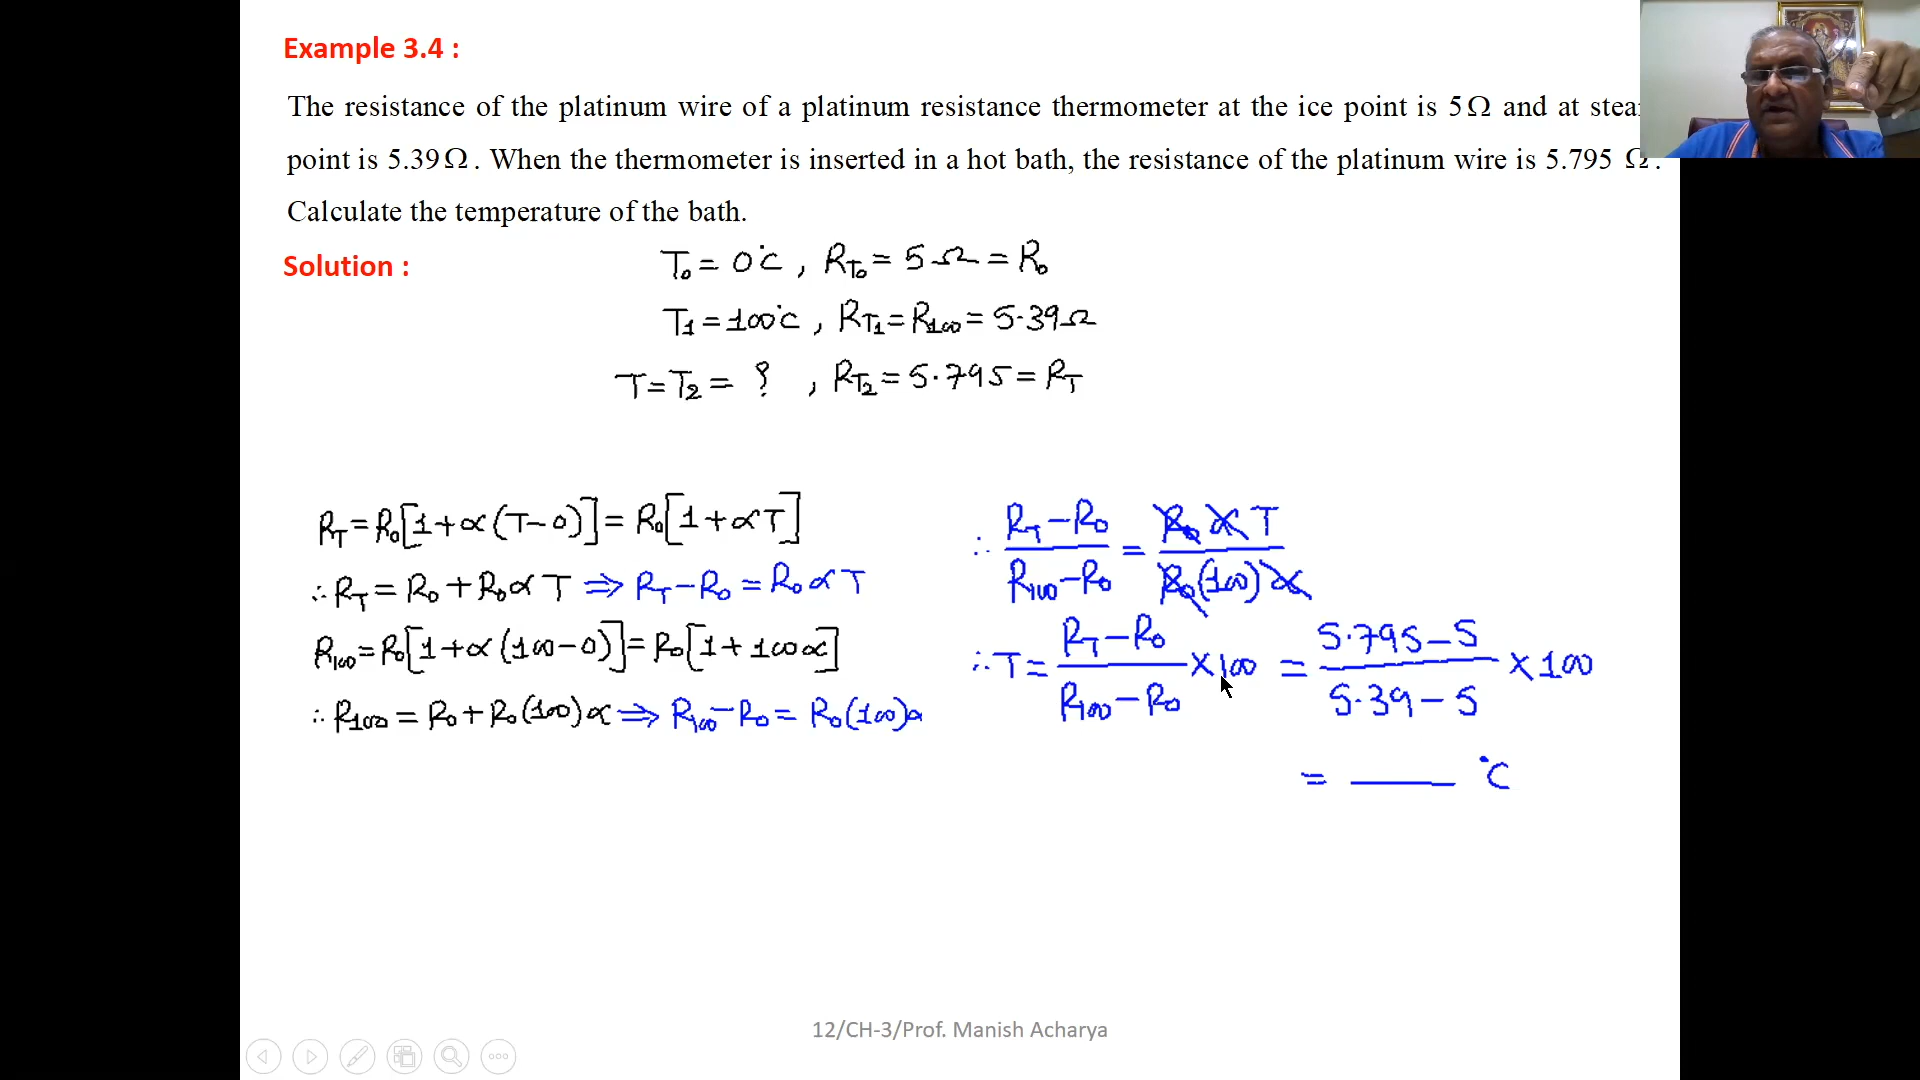 Example 3.4 :
The resistance of the platinum wire of a platinum resistance thermometer at the ice point is 5 Ω and at stea
point is 5.39 Ω . When the thermometer is inserted in a hot bath, the resistance of the platinum wire is 5.795 Ω .
Calculate the temperature of the bath.
Solution :
T₀ = 0°C , R_T₀ = 5 Ω = R₀
T₁ = 100°C , R_T₁ = R₁₀₀ = 5.39 Ω
T = T₂ = ? , R_T₂ = 5.795 = R_T
R_T = R₀[1 + α(T − 0)] = R₀[1 + αT]
∴ R_T = R₀ + R₀ α T ⇒ R_T − R₀ = R₀ α T
R₁₀₀ = R₀[1 + α(100 − 0)] = R₀[1 + 100 α]
∴ R₁₀₀ = R₀ + R₀(100) α ⇒ R₁₀₀ − R₀ = R₀(100)α
∴ (R_T − R₀)/(R₁₀₀ − R₀) = (R₀ α T)/(R₀(100) α)
∴ T = (R_T − R₀)/(R₁₀₀ − R₀) × 100 = (5.795 − 5)/(5.39 − 5) × 100
= ____ °C
12/CH-3/Prof. Manish Acharya